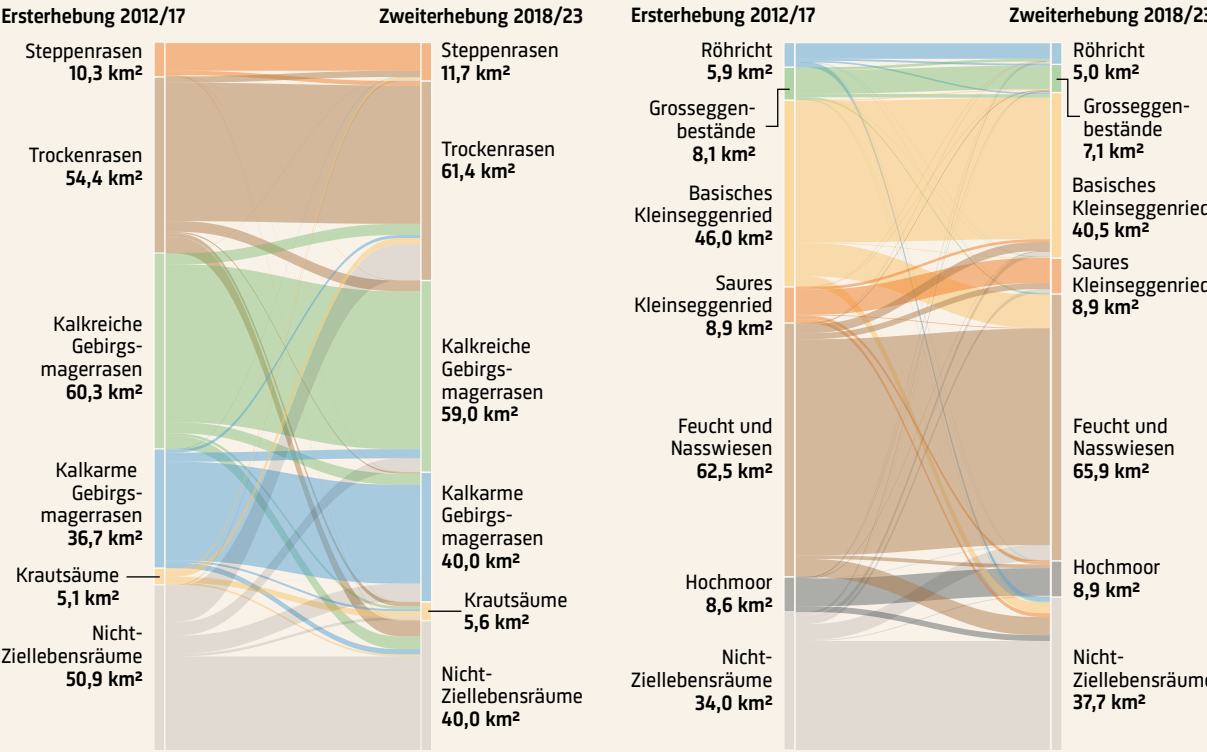 Ersterhebung 2012/17
Zweiterhebung 2018/23
Steppenrasen
10,3 km²
Trockenrasen
54,4 km²
Kalkreiche
Gebirgs-
magerrasen
60,3 km²
Kalkarme
Gebirgs-
magerrasen
36,7 km²
Krautsäume
5,1 km²
Nicht-
Ziellebensräume
50,9 km²
Steppenrasen
11,7 km²
Trockenrasen
61,4 km²
Kalkreiche
Gebirgs-
magerrasen
59,0 km²
Kalkarme
Gebirgs-
magerrasen
40,0 km²
Krautsäume
5,6 km²
Nicht-
Ziellebensräume
40,0 km²
Ersterhebung 2012/17
Zweiterhebung 2018/23
Röhricht
5,9 km²
Grosseggen-
bestände
8,1 km²
Basisches
Kleinseggenried
46,0 km²
Saures
Kleinseggenried
8,9 km²
Feucht und
Nasswiesen
62,5 km²
Hochmoor
8,6 km²
Nicht-
Ziellebensräume
34,0 km²
Röhricht
5,0 km²
Grosseggen-
bestände
7,1 km²
Basisches
Kleinseggenried
40,5 km²
Saures
Kleinseggenried
8,9 km²
Feucht und
Nasswiesen
65,9 km²
Hochmoor
8,9 km²
Nicht-
Ziellebensräume
37,7 km²